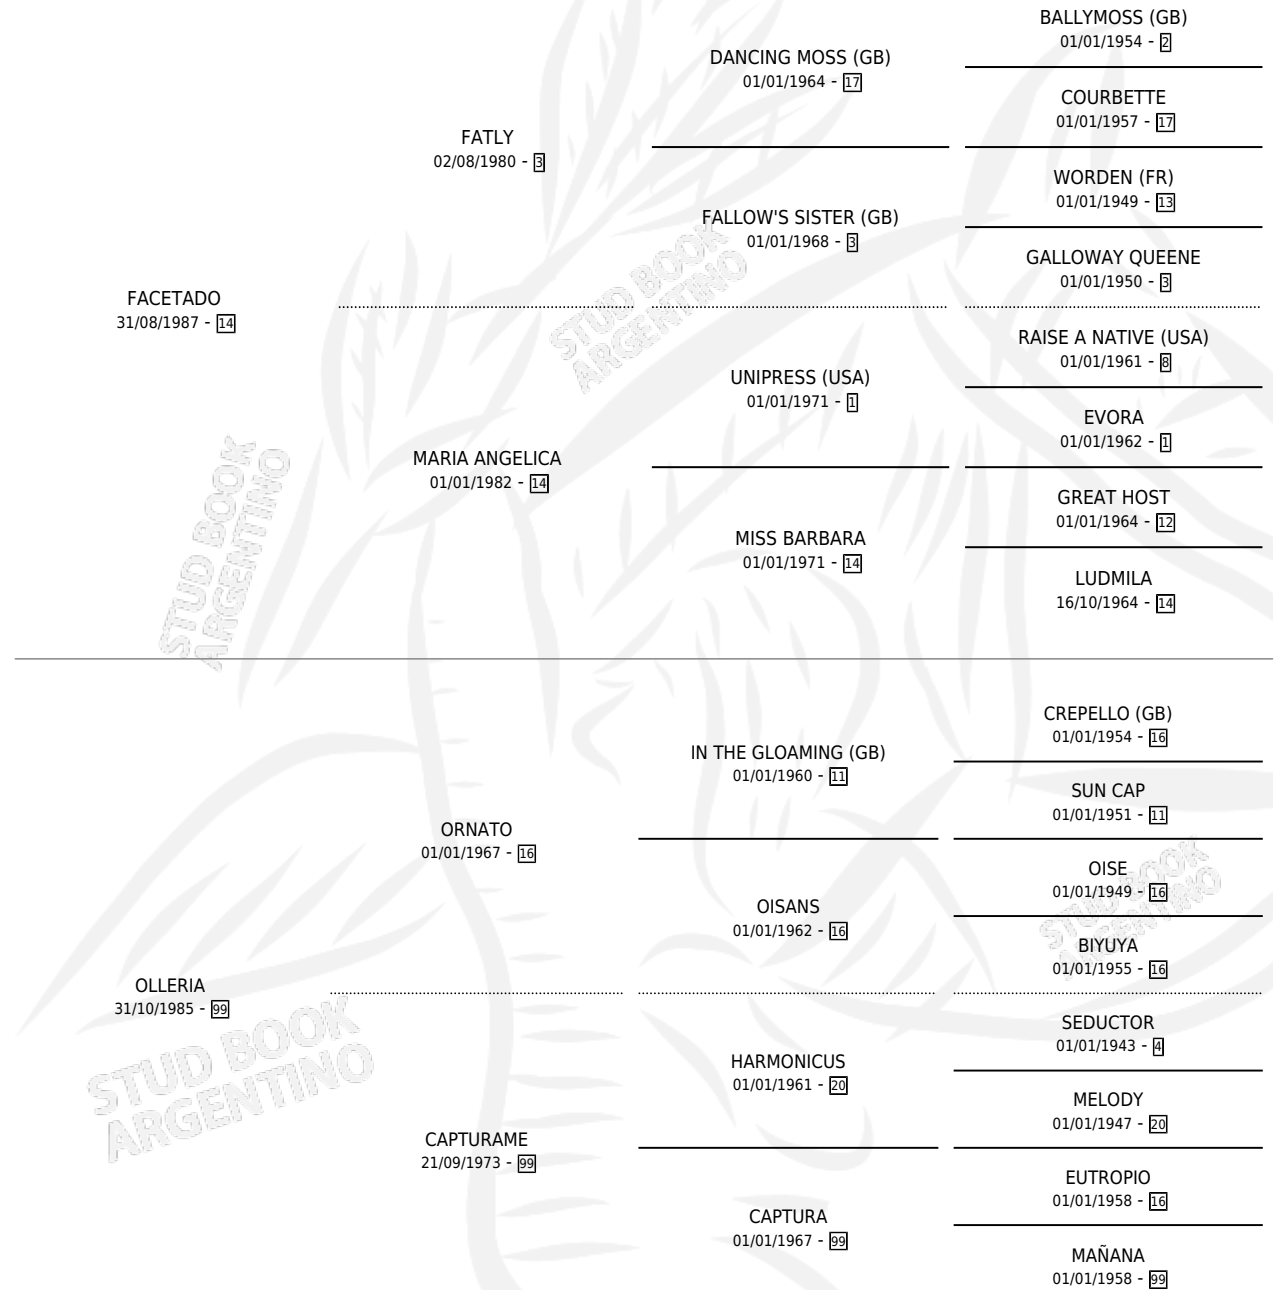 BALLYMOSS (GB)
01/01/1954 - 2
DANCING MOSS (GB)
01/01/1964 - 17
COURBETTE
01/01/1957 - 17
FATLY
02/08/1980 - 3
WORDEN (FR)
01/01/1949 - 13
FALLOW'S SISTER (GB)
01/01/1968 - 3
GALLOWAY QUEENE
01/01/1950 - 3
FACETADO
31/08/1987 - 14
RAISE A NATIVE (USA)
01/01/1961 - 8
UNIPRESS (USA)
01/01/1971 - 1
EVORA
01/01/1962 - 1
MARIA ANGELICA
01/01/1982 - 14
GREAT HOST
01/01/1964 - 12
MISS BARBARA
01/01/1971 - 14
LUDMILA
16/10/1964 - 14
CREPELLO (GB)
01/01/1954 - 16
IN THE GLOAMING (GB)
01/01/1960 - 11
SUN CAP
01/01/1951 - 11
ORNATO
01/01/1967 - 16
OISE
01/01/1949 - 16
OISANS
01/01/1962 - 16
BIYUYA
01/01/1955 - 16
OLLERIA
31/10/1985 - 99
SEDUCTOR
01/01/1943 - 4
HARMONICUS
01/01/1961 - 20
MELODY
01/01/1947 - 20
CAPTURAME
21/09/1973 - 99
EUTROPIO
01/01/1958 - 16
CAPTURA
01/01/1967 - 99
MAÑANA
01/01/1958 - 99
STUD BOOK
ARGENTINO
STUD BOOK
ARGENTINO
STUD BOOK
ARGENTINO
STUD BOOK
ARGENTINO